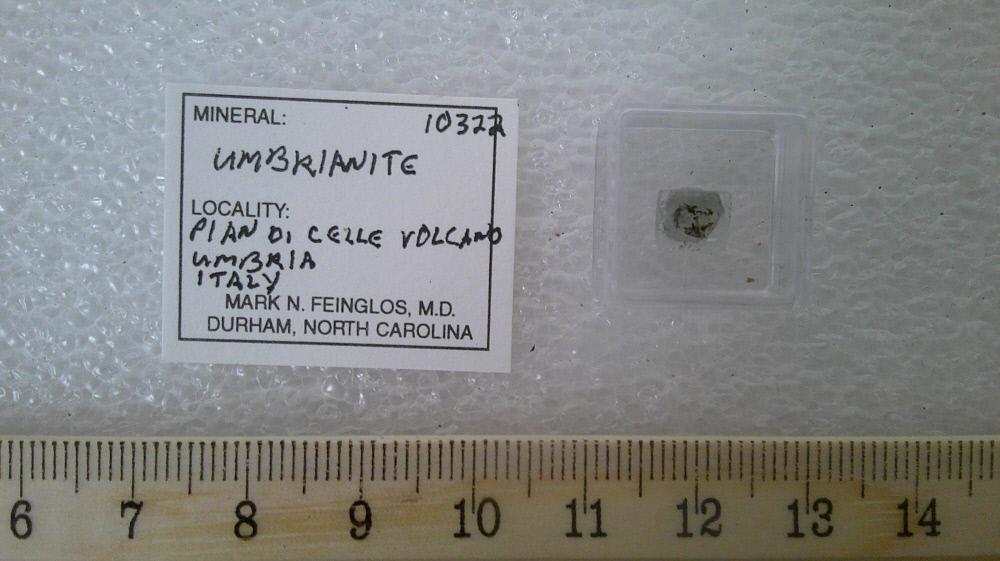 MINERAL: 10322
UMBRIANITE
LOCALITY:
PIAN DI CELLE VOLCANO
UMBRIA
ITALY
MARK N. FEINGLOS, M.D.
DURHAM, NORTH CAROLINA
6 7 8 9 10 11 12 13 14